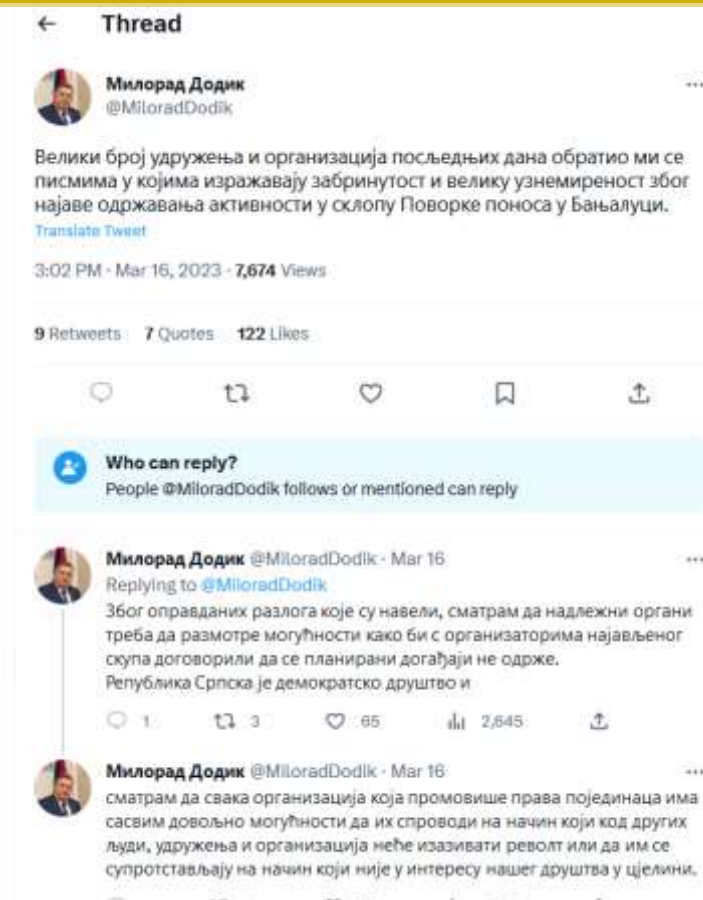 Thread
Милорад Додик
@MiloradDodik
Велики број удружења и организација посљедњих дана обратио ми се
писмима у којима изражавају забринутост и велику узнемиреност због
најаве одржавања активности у склопу Поворке поноса у Бањалуци.
Translate Tweet
3:02 PM · Mar 16, 2023 · 7,674 Views
9 Retweets 7 Quotes 122 Likes
Who can reply?
People @MiloradDodik follows or mentioned can reply
Милорад Додик @MiloradDodik · Mar 16
Replying to @MiloradDodik
Због оправданих разлога које су навели, сматрам да надлежни органи
треба да размотре могућности како би с организаторима најављеног
скупа договорили да се планирани догађаји не одрже.
Република Српска је демократско друштво и
1 3 65 2,645
Милорад Додик @MiloradDodik · Mar 16
сматрам да свака организација која промовише права појединаца има
сасвим довољно могућности да их спроводи на начин који код других
људи, удружења и организација неће изазивати револт или да им се
супротстављају на начин који није у интересу нашег друштва у цјелини.